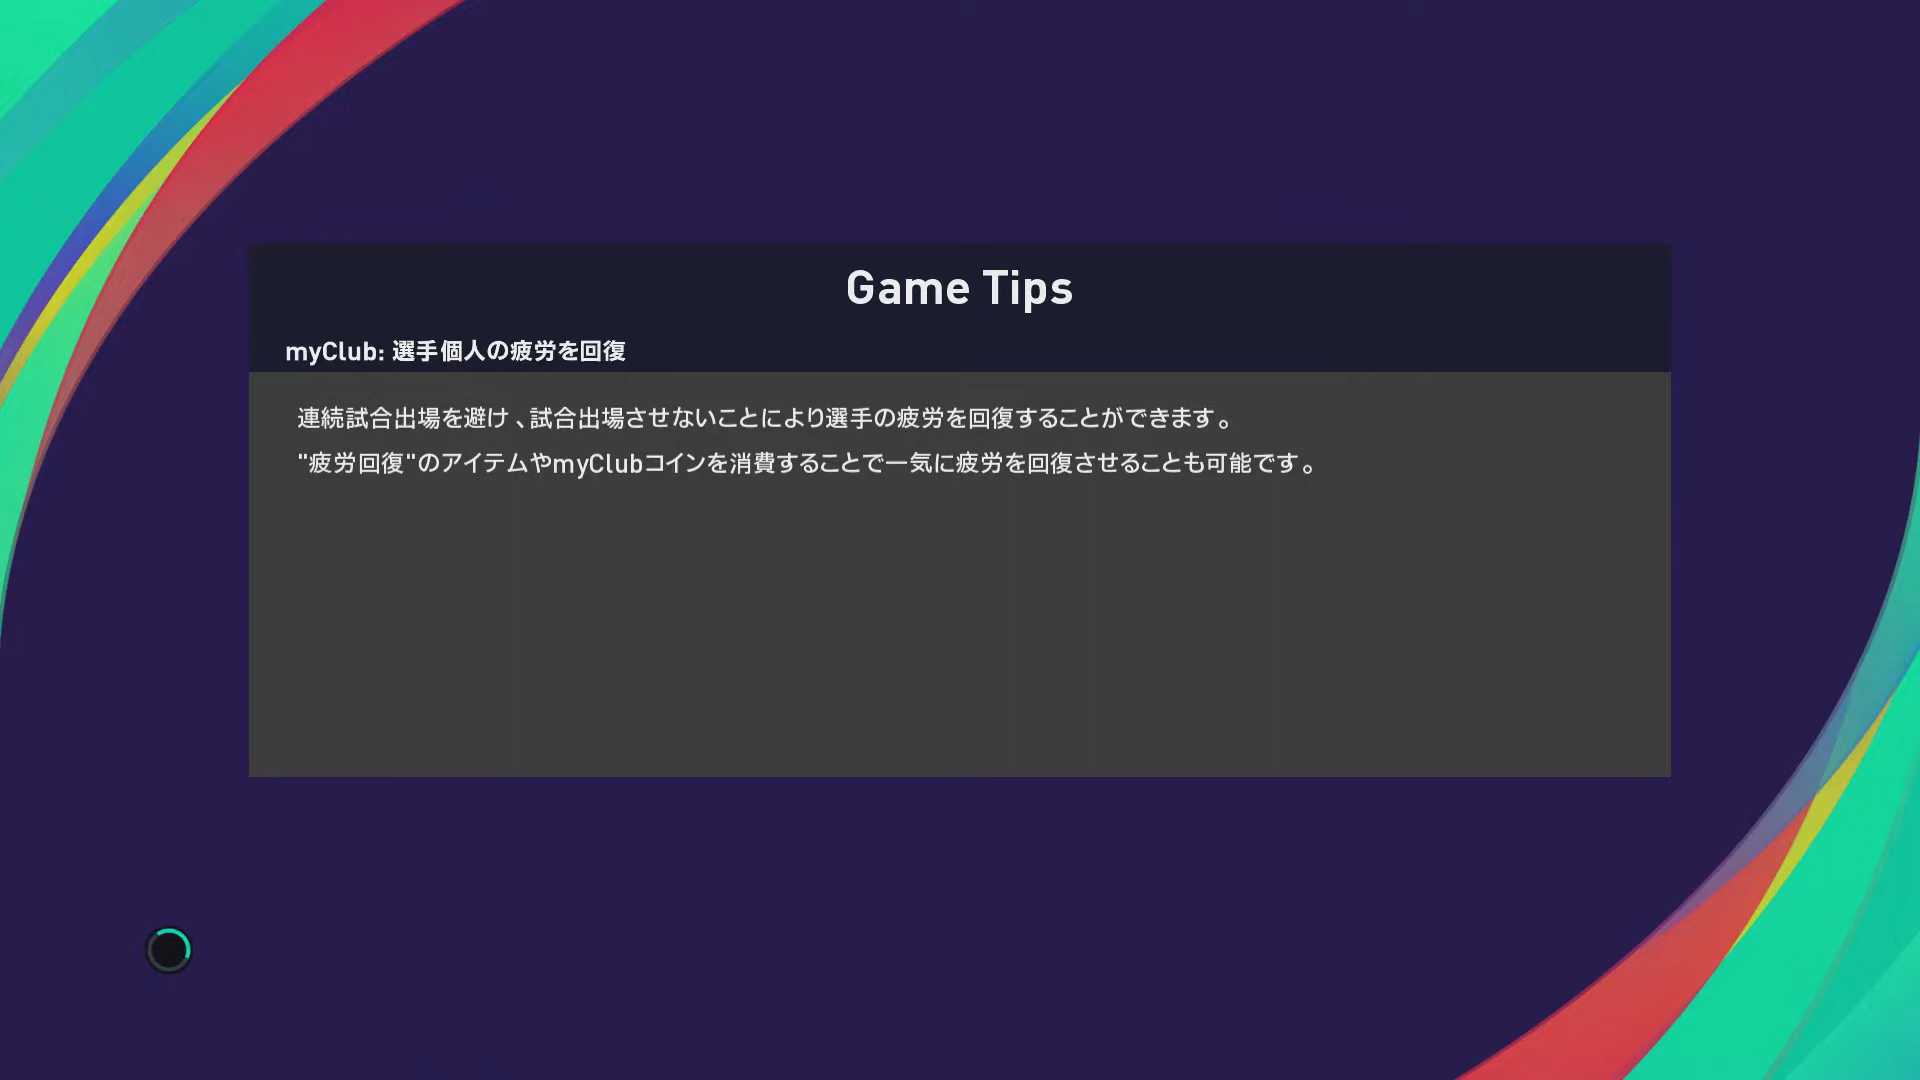 Game Tips
myClub: 選手個人の疲労を回復
連続試合出場を避け、試合出場させないことにより選手の疲労を回復することができます。
"疲労回復"のアイテムやmyClubコインを消費することで一気に疲労を回復させることも可能です。